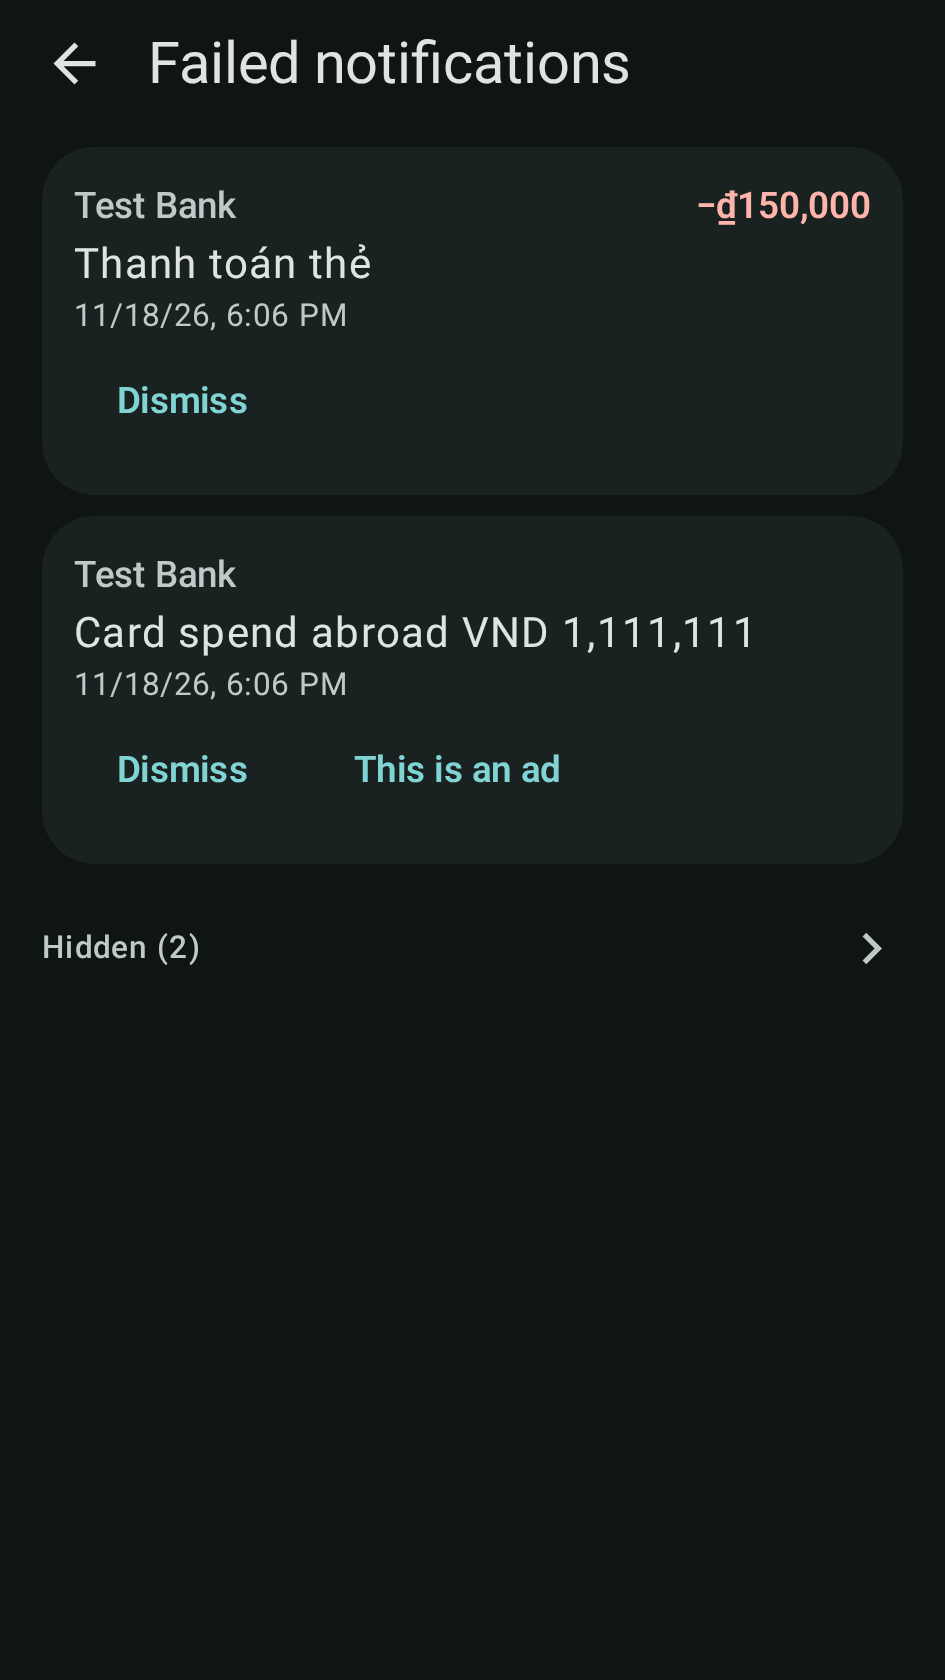 Failed notifications
Test Bank −₫150,000
Thanh toán thẻ
11/18/26, 6:06 PM
Dismiss
Test Bank
Card spend abroad VND 1,111,111
11/18/26, 6:06 PM
Dismiss This is an ad
Hidden (2)